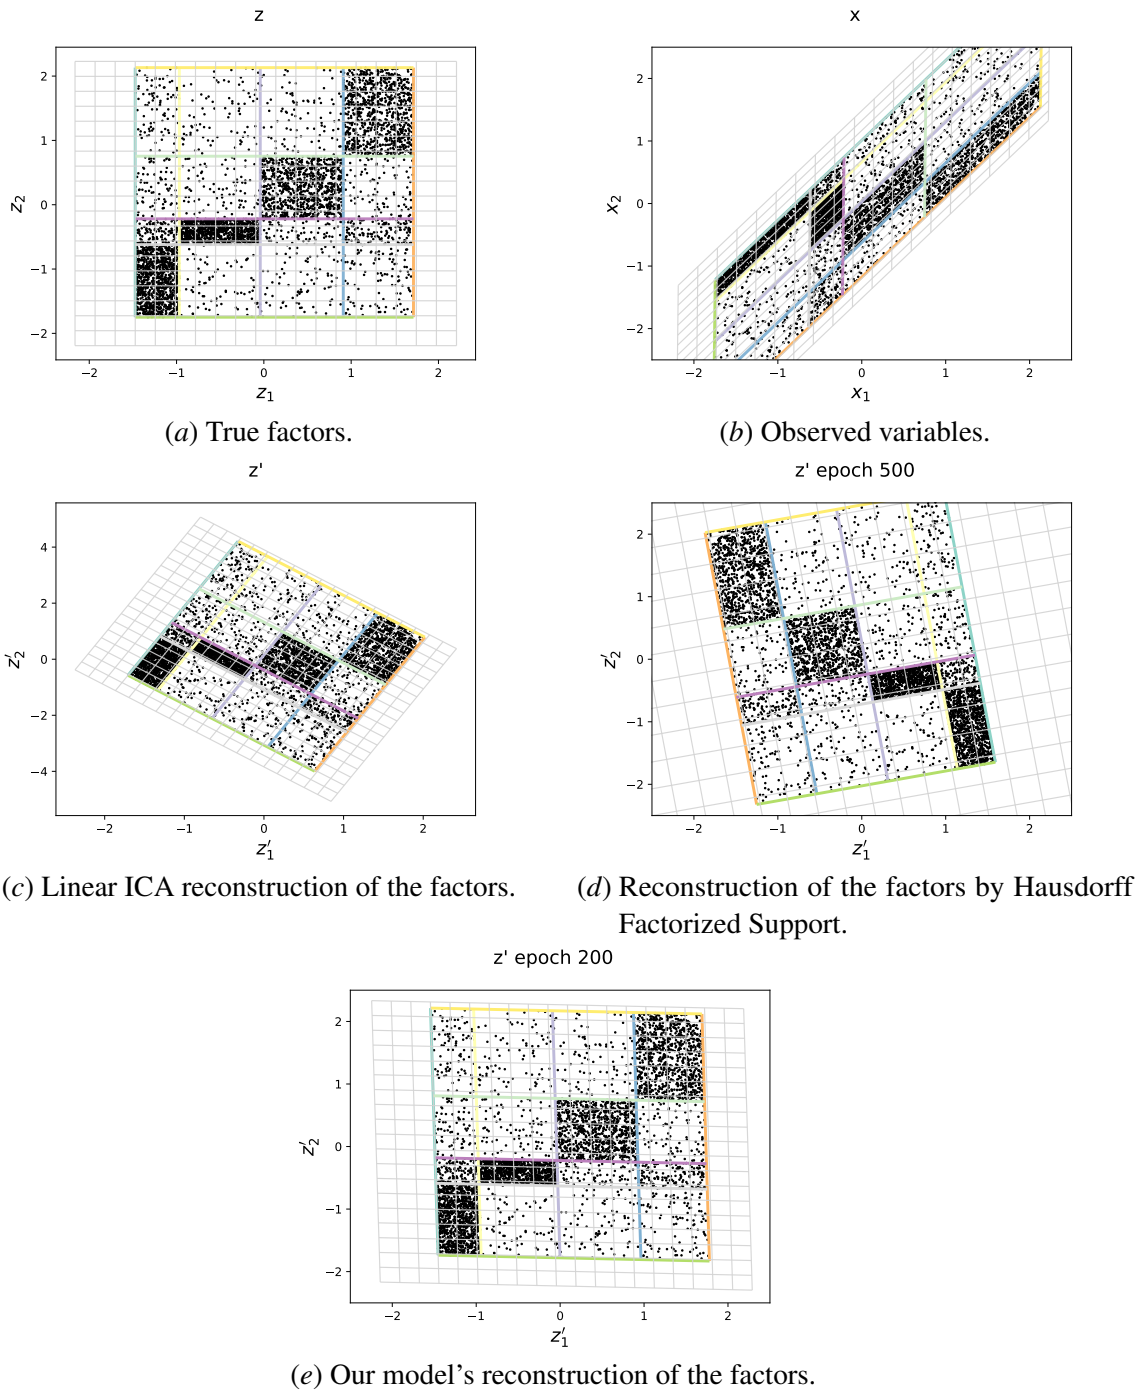 z
x
2
1
0
−1
−2
z2
−2
−1
0
1
2
z1
2
1
0
−1
−2
x2
−2
−1
0
1
2
x1
(a) True factors.
(b) Observed variables.
z'
z' epoch 500
4
2
0
−2
−4
z′2
−2
−1
0
1
2
z′1
2
1
0
−1
−2
z′2
−2
−1
0
1
2
z′1
(c) Linear ICA reconstruction of the factors.
(d) Reconstruction of the factors by Hausdorff
Factorized Support.
z' epoch 200
2
1
0
−1
−2
z′2
−2
−1
0
1
2
z′1
(e) Our model's reconstruction of the factors.